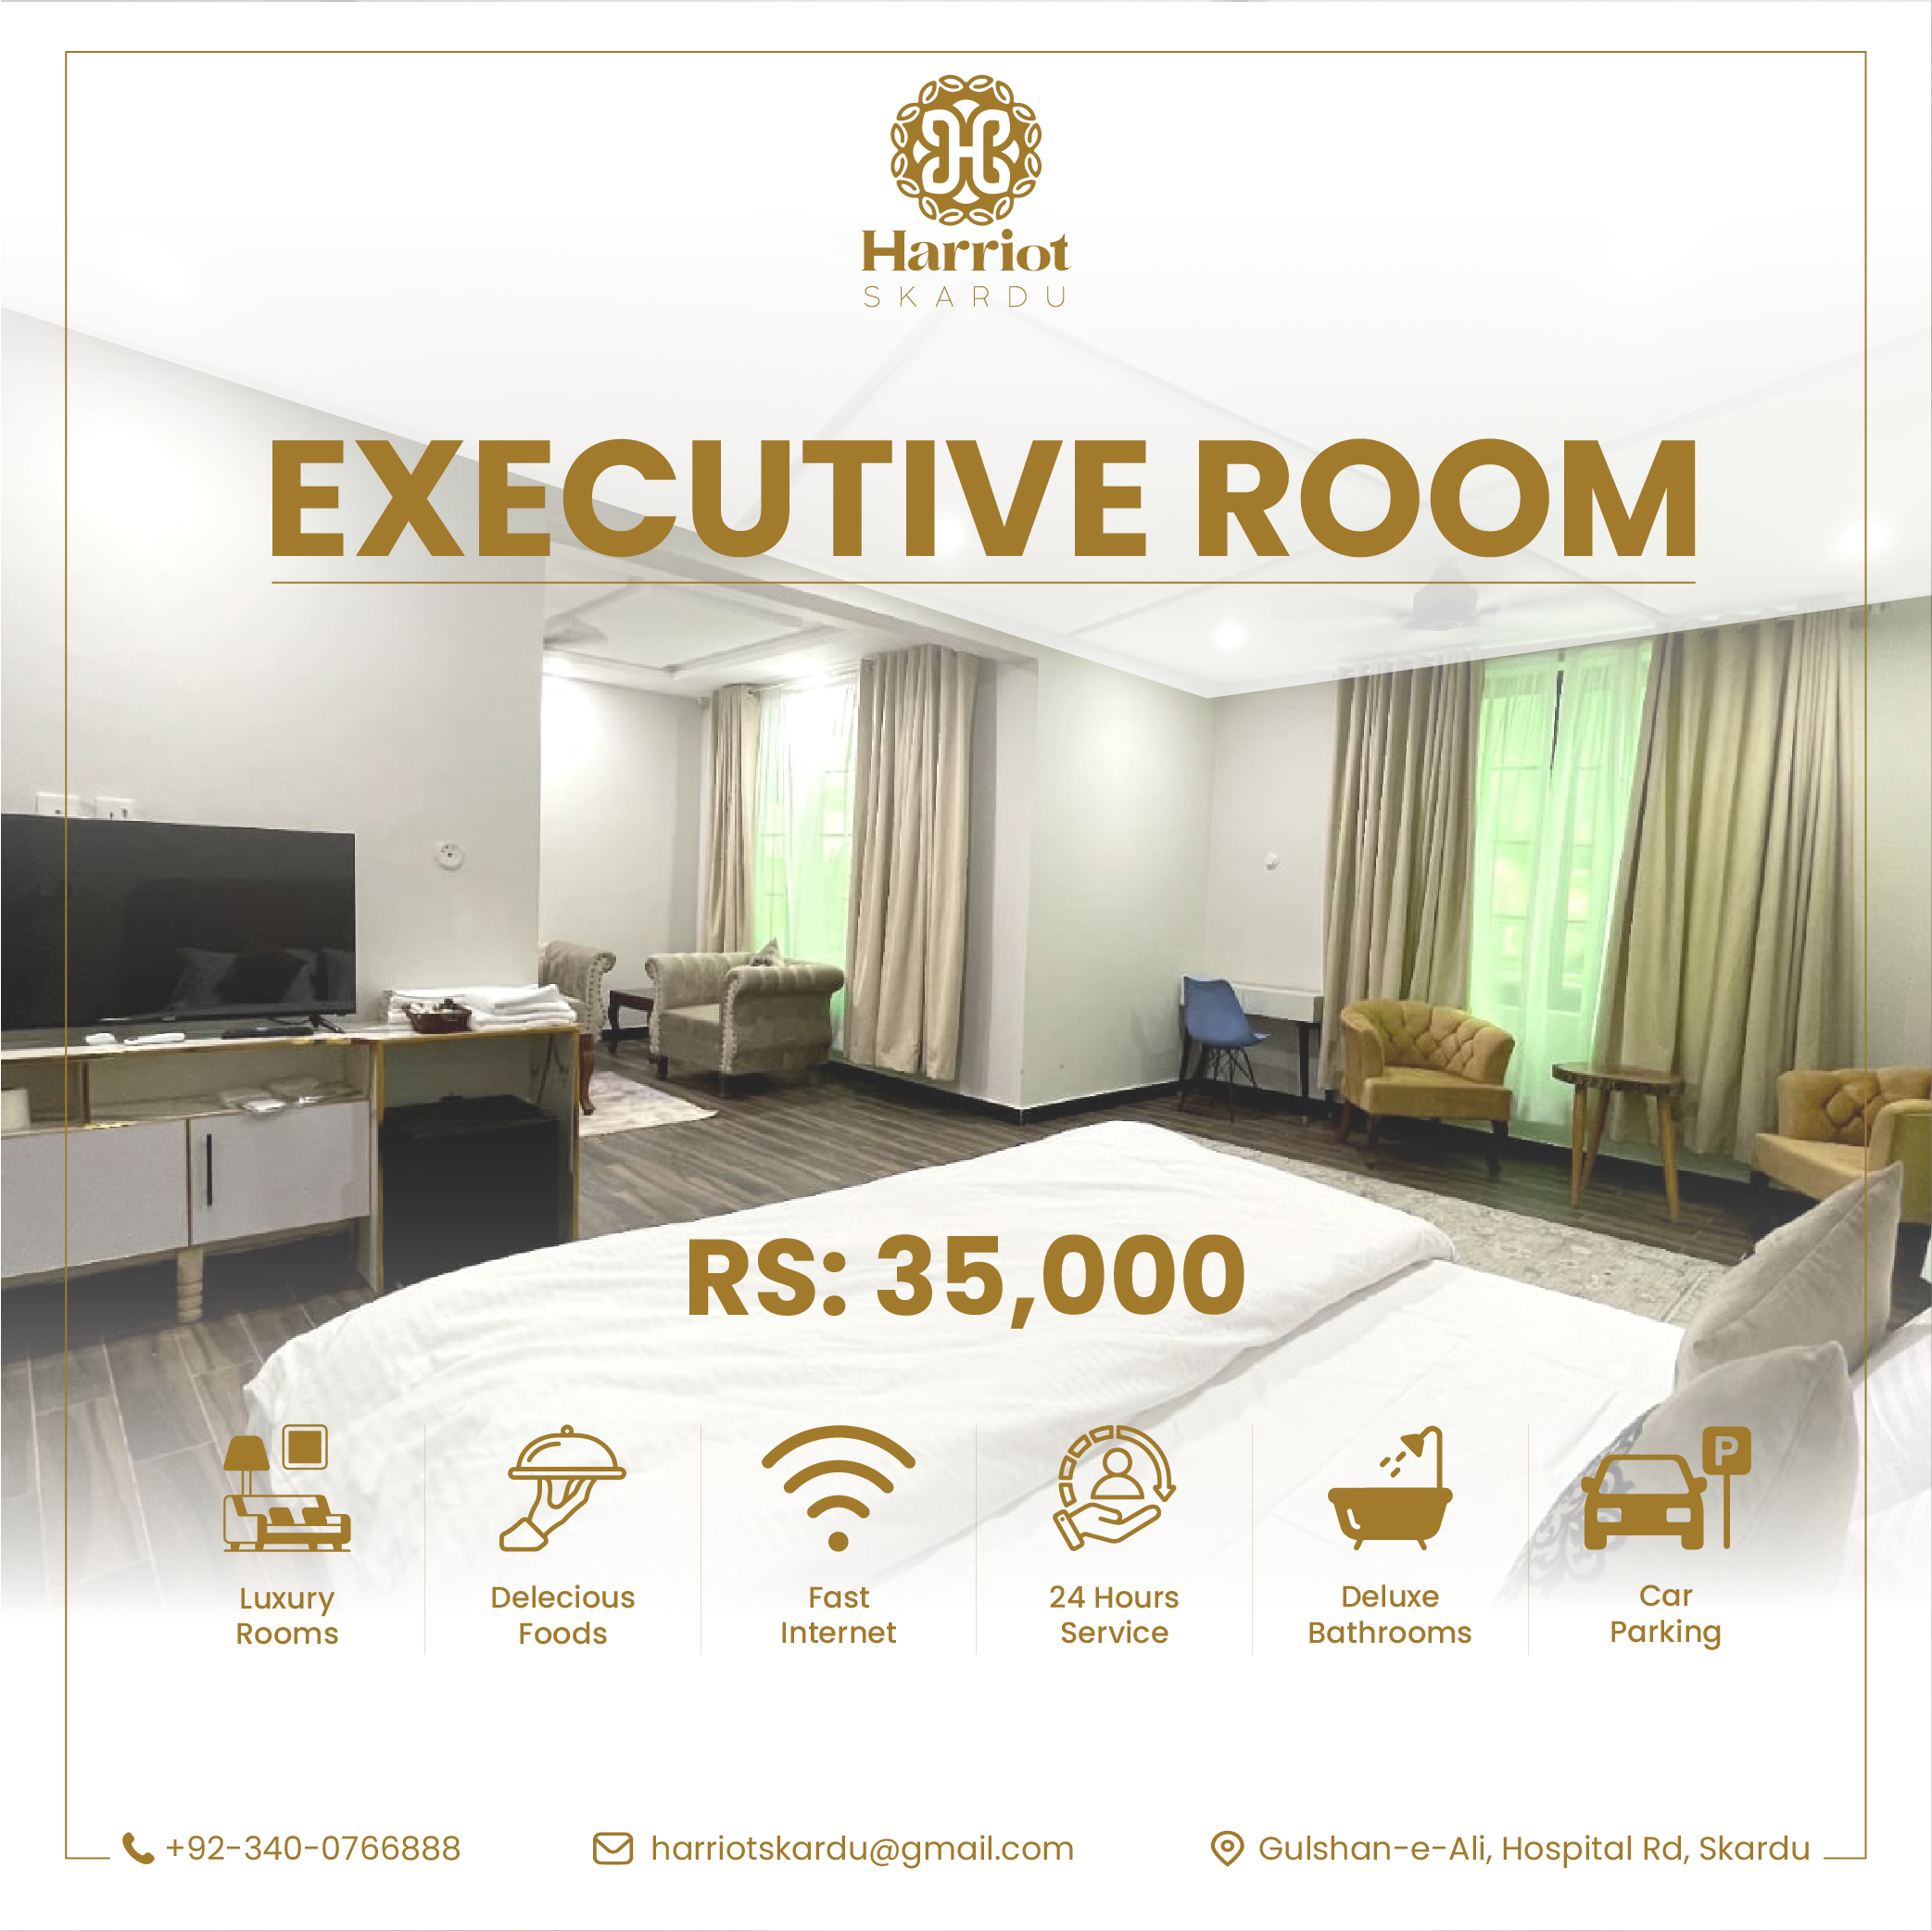 Harriot
SKARDU
EXECUTIVE ROOM
RS: 35,000
Luxury
Rooms
Delecious
Foods
Fast
Internet
24 Hours
Service
Deluxe
Bathrooms
P
Car
Parking
+92-340-0766888
harriotskardu@gmail.com
Gulshan-e-Ali, Hospital Rd, Skardu